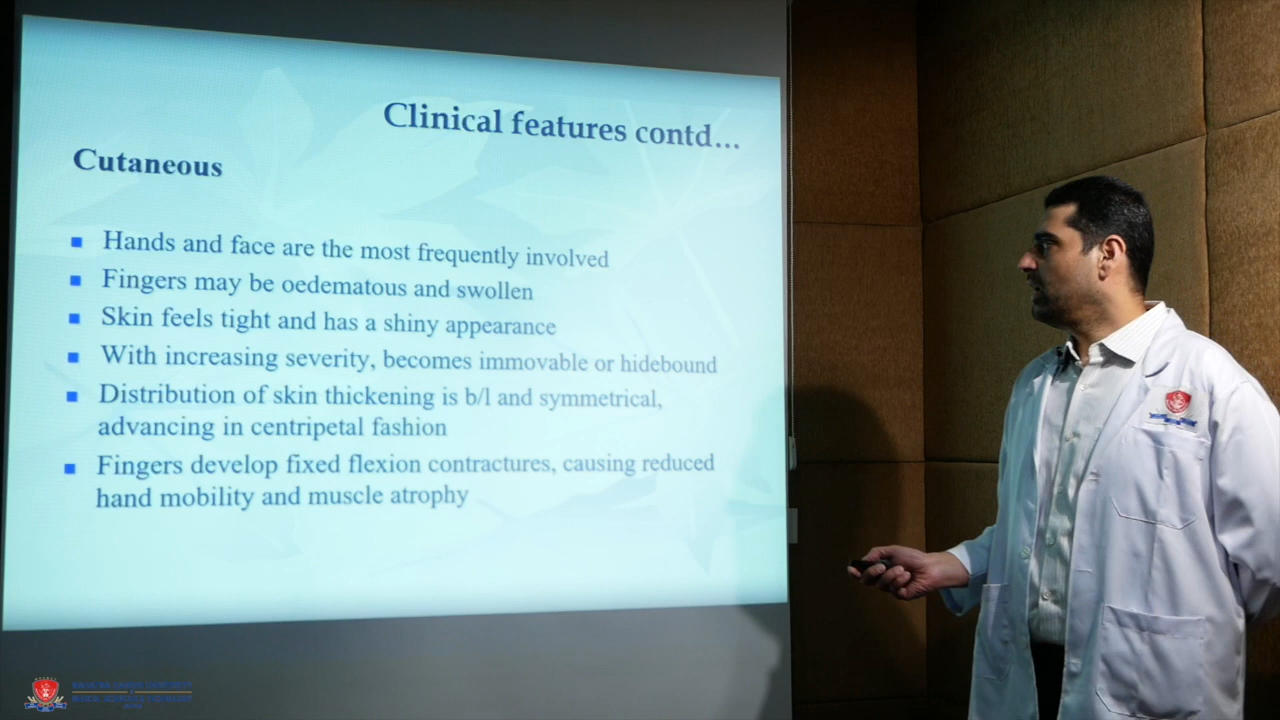 Clinical features contd...
Cutaneous
■ Hands and face are the most frequently involved
■ Fingers may be oedematous and swollen
■ Skin feels tight and has a shiny appearance
■ With increasing severity, becomes immovable or hidebound
■ Distribution of skin thickening is b/l and symmetrical,
advancing in centripetal fashion
■ Fingers develop fixed flexion contractures, causing reduced
hand mobility and muscle atrophy